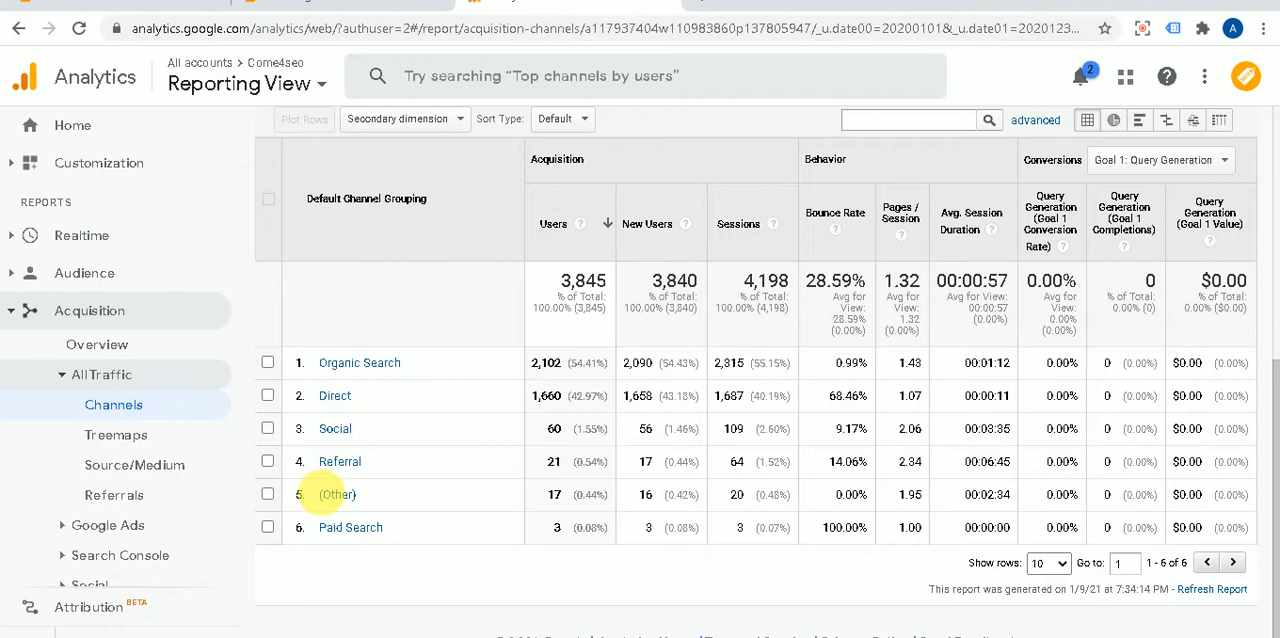 analytics.google.com/analytics/web/?authuser=2#/report/acquisition-channels/a117937404w110983860p137805947/_u.date00=20200101&_u.date01=2020123...
A
Analytics
All accounts > Come4seo
Reporting View
Try searching “Top channels by users”
2
Home
Customization
REPORTS
Realtime
Audience
Acquisition
Overview
All Traffic
Channels
Treemaps
Source/Medium
Referrals
Google Ads
Search Console
Social
Attribution BETA
Plot Rows
Secondary dimension
Sort Type:
Default
advanced
Default Channel Grouping
Acquisition
Behavior
Conversions
Goal 1: Query Generation
Users
New Users
Sessions
Bounce Rate
Pages /
Session
Avg. Session
Duration
Query
Generation
(Goal 1
Conversion
Rate)
Query
Generation
(Goal 1
Completions)
Query
Generation
(Goal 1 Value)
3,845
% of Total:
100.00% (3,845)
3,840
% of Total:
100.00% (3,840)
4,198
% of Total:
100.00% (4,198)
28.59%
Avg for
View:
28.59%
(0.00%)
1.32
Avg for
View:
1.32
(0.00%)
00:00:57
Avg for View:
00:00:57
(0.00%)
0.00%
Avg for
View:
0.00%
(0.00%)
0
% of Total:
0.00% (0)
$0.00
% of Total:
0.00% ($0.00)
1. Organic Search 2,102 (54.41%) 2,090 (54.43%) 2,315 (55.15%) 0.99% 1.43 00:01:12 0.00% 0 (0.00%) $0.00 (0.00%)
2. Direct 1,660 (42.97%) 1,658 (43.18%) 1,687 (40.19%) 68.46% 1.07 00:00:11 0.00% 0 (0.00%) $0.00 (0.00%)
3. Social 60 (1.55%) 56 (1.46%) 109 (2.60%) 9.17% 2.06 00:03:35 0.00% 0 (0.00%) $0.00 (0.00%)
4. Referral 21 (0.54%) 17 (0.44%) 64 (1.52%) 14.06% 2.34 00:06:45 0.00% 0 (0.00%) $0.00 (0.00%)
5. (Other) 17 (0.44%) 16 (0.42%) 20 (0.48%) 0.00% 1.95 00:02:34 0.00% 0 (0.00%) $0.00 (0.00%)
6. Paid Search 3 (0.08%) 3 (0.08%) 3 (0.07%) 100.00% 1.00 00:00:00 0.00% 0 (0.00%) $0.00 (0.00%)
Show rows: 10 Go to: 1 1 - 6 of 6
This report was generated on 1/9/21 at 7:34:14 PM - Refresh Report